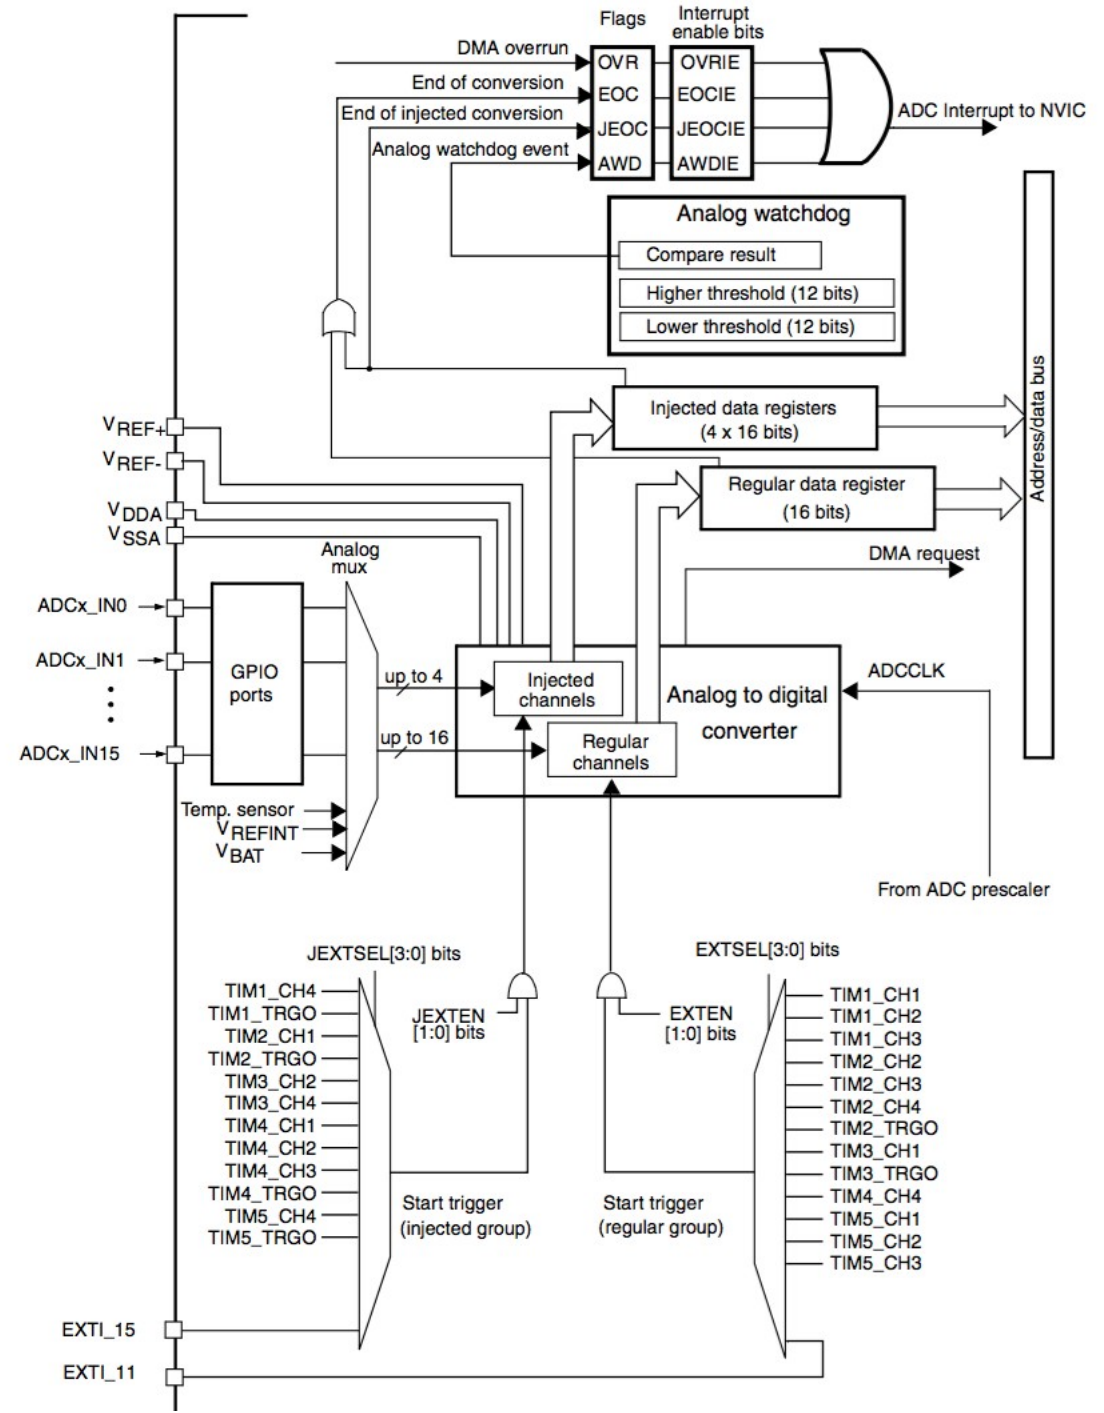 Flags
Interrupt
enable bits
DMA overrun
OVR
OVRIE
End of conversion
EOC
EOCIE
End of injected conversion
JEOC
JEOCIE
Analog watchdog event
AWD
AWDIE
ADC Interrupt to NVIC
Analog watchdog
Compare result
Higher threshold (12 bits)
Lower threshold (12 bits)
Address/data bus
Injected data registers
(4 x 16 bits)
Regular data register
(16 bits)
VREF+
VREF-
VDDA
VSSA
Analog
mux
DMA request
ADCx_IN0
ADCx_IN1
ADCx_IN15
GPIO
ports
up to 4
up to 16
Injected
channels
Regular
channels
Analog to digital
converter
ADCCLK
Temp. sensor
VREFINT
VBAT
From ADC prescaler
JEXTSEL[3:0] bits
EXTSEL[3:0] bits
JEXTEN
[1:0] bits
EXTEN
[1:0] bits
TIM1_CH4
TIM1_TRGO
TIM2_CH1
TIM2_TRGO
TIM3_CH2
TIM3_CH4
TIM4_CH1
TIM4_CH2
TIM4_CH3
TIM4_TRGO
TIM5_CH4
TIM5_TRGO
Start trigger
(injected group)
Start trigger
(regular group)
TIM1_CH1
TIM1_CH2
TIM1_CH3
TIM2_CH2
TIM2_CH3
TIM2_CH4
TIM2_TRGO
TIM3_CH1
TIM3_TRGO
TIM4_CH4
TIM5_CH1
TIM5_CH2
TIM5_CH3
EXTI_15
EXTI_11